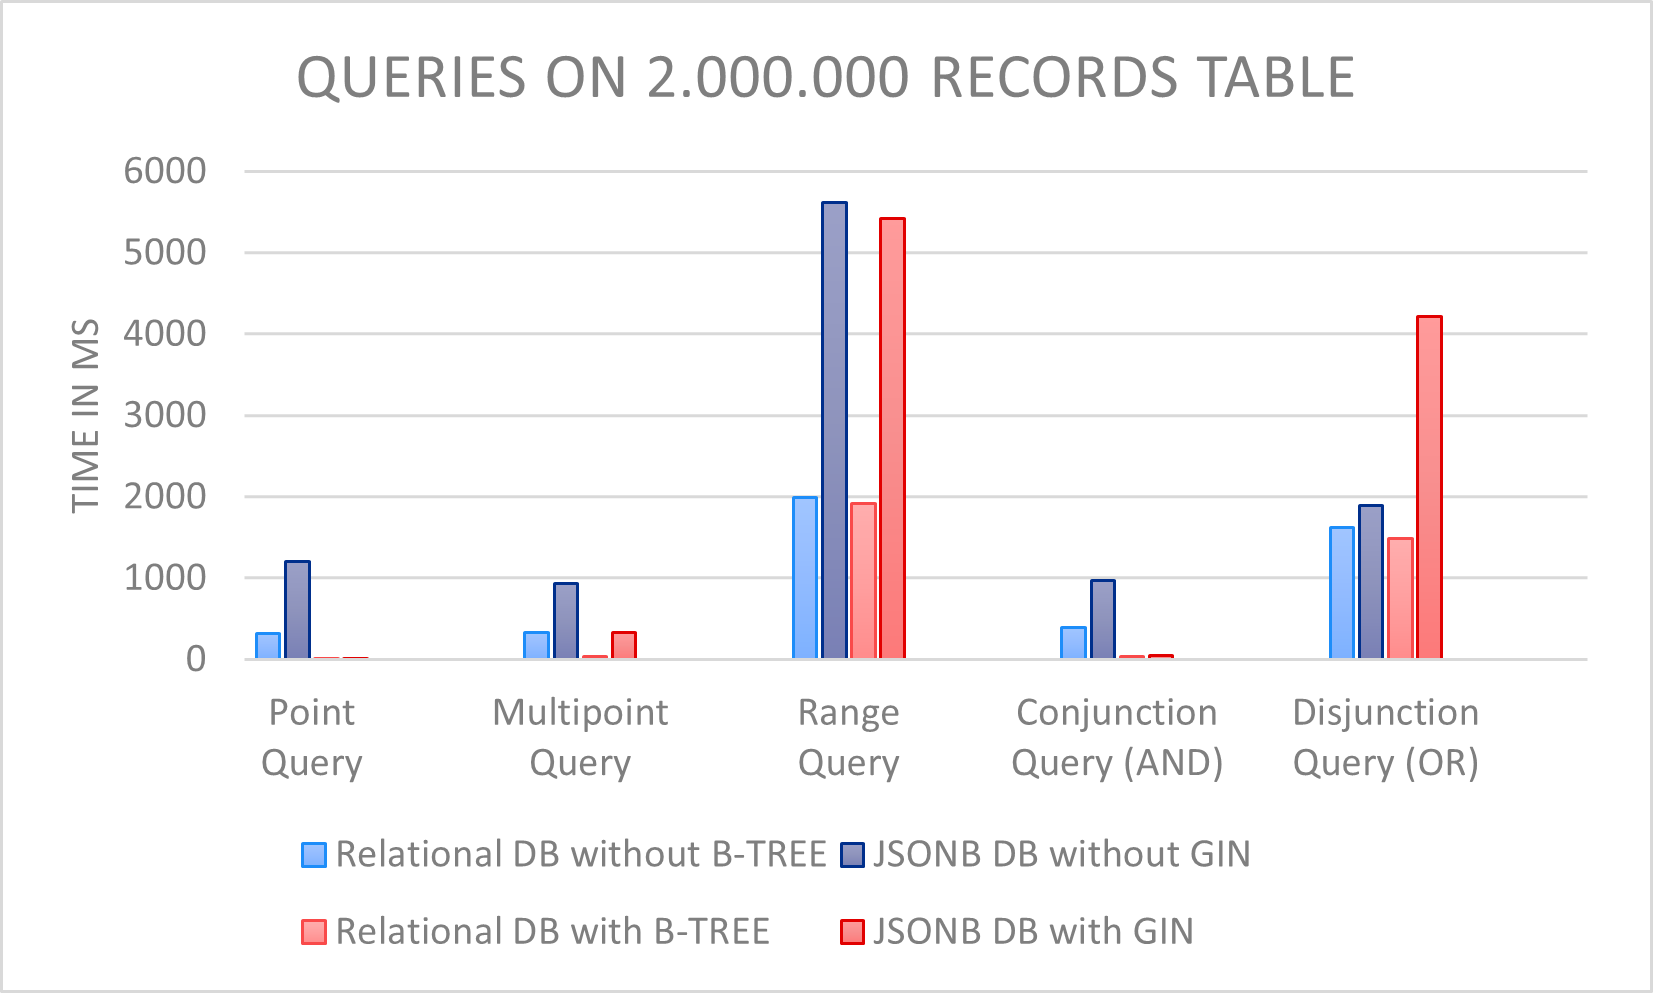 QUERIES ON 2.000.000 RECORDS TABLE
TIME IN MS
6000
5000
4000
3000
2000
1000
0
Point
Query
Multipoint
Query
Range
Query
Conjunction
Query (AND)
Disjunction
Query (OR)
Relational DB without B-TREE
JSONB DB without GIN
Relational DB with B-TREE
JSONB DB with GIN